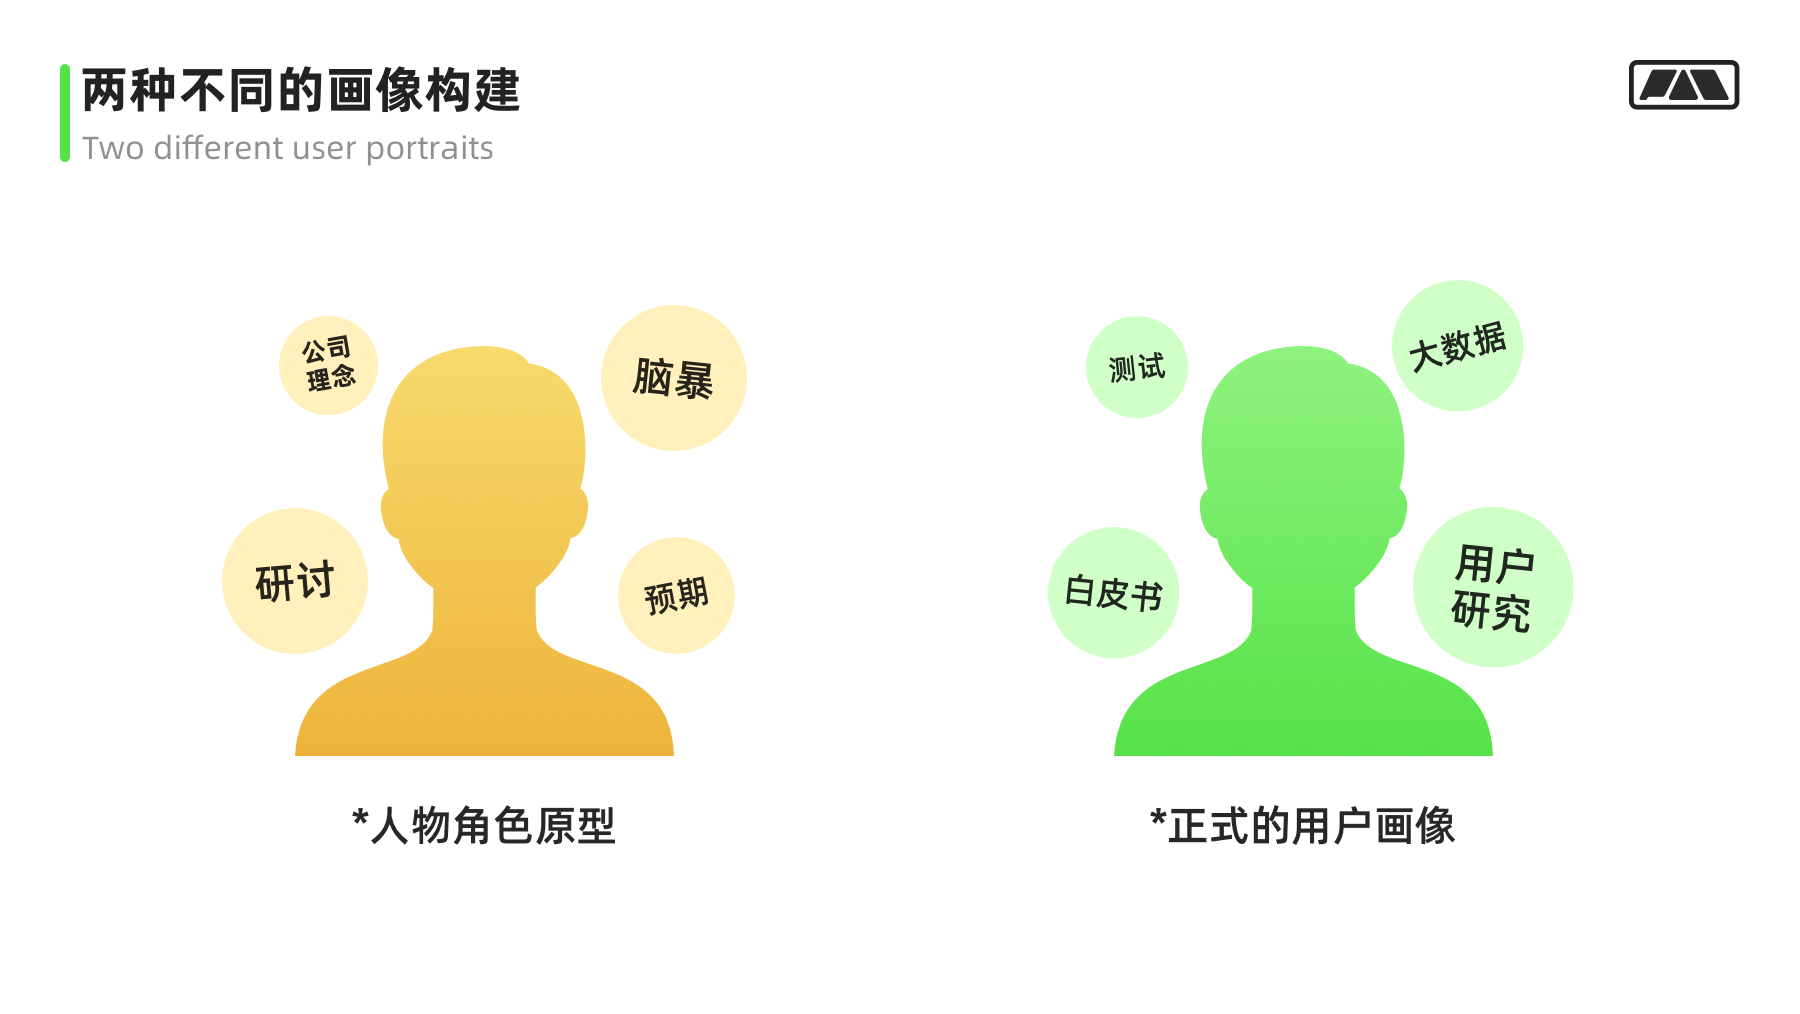 两种不同的画像构建
Two different user portraits
公司
理念
脑暴
研讨
预期
*人物角色原型
测试
大数据
白皮书
用户
研究
*正式的用户画像